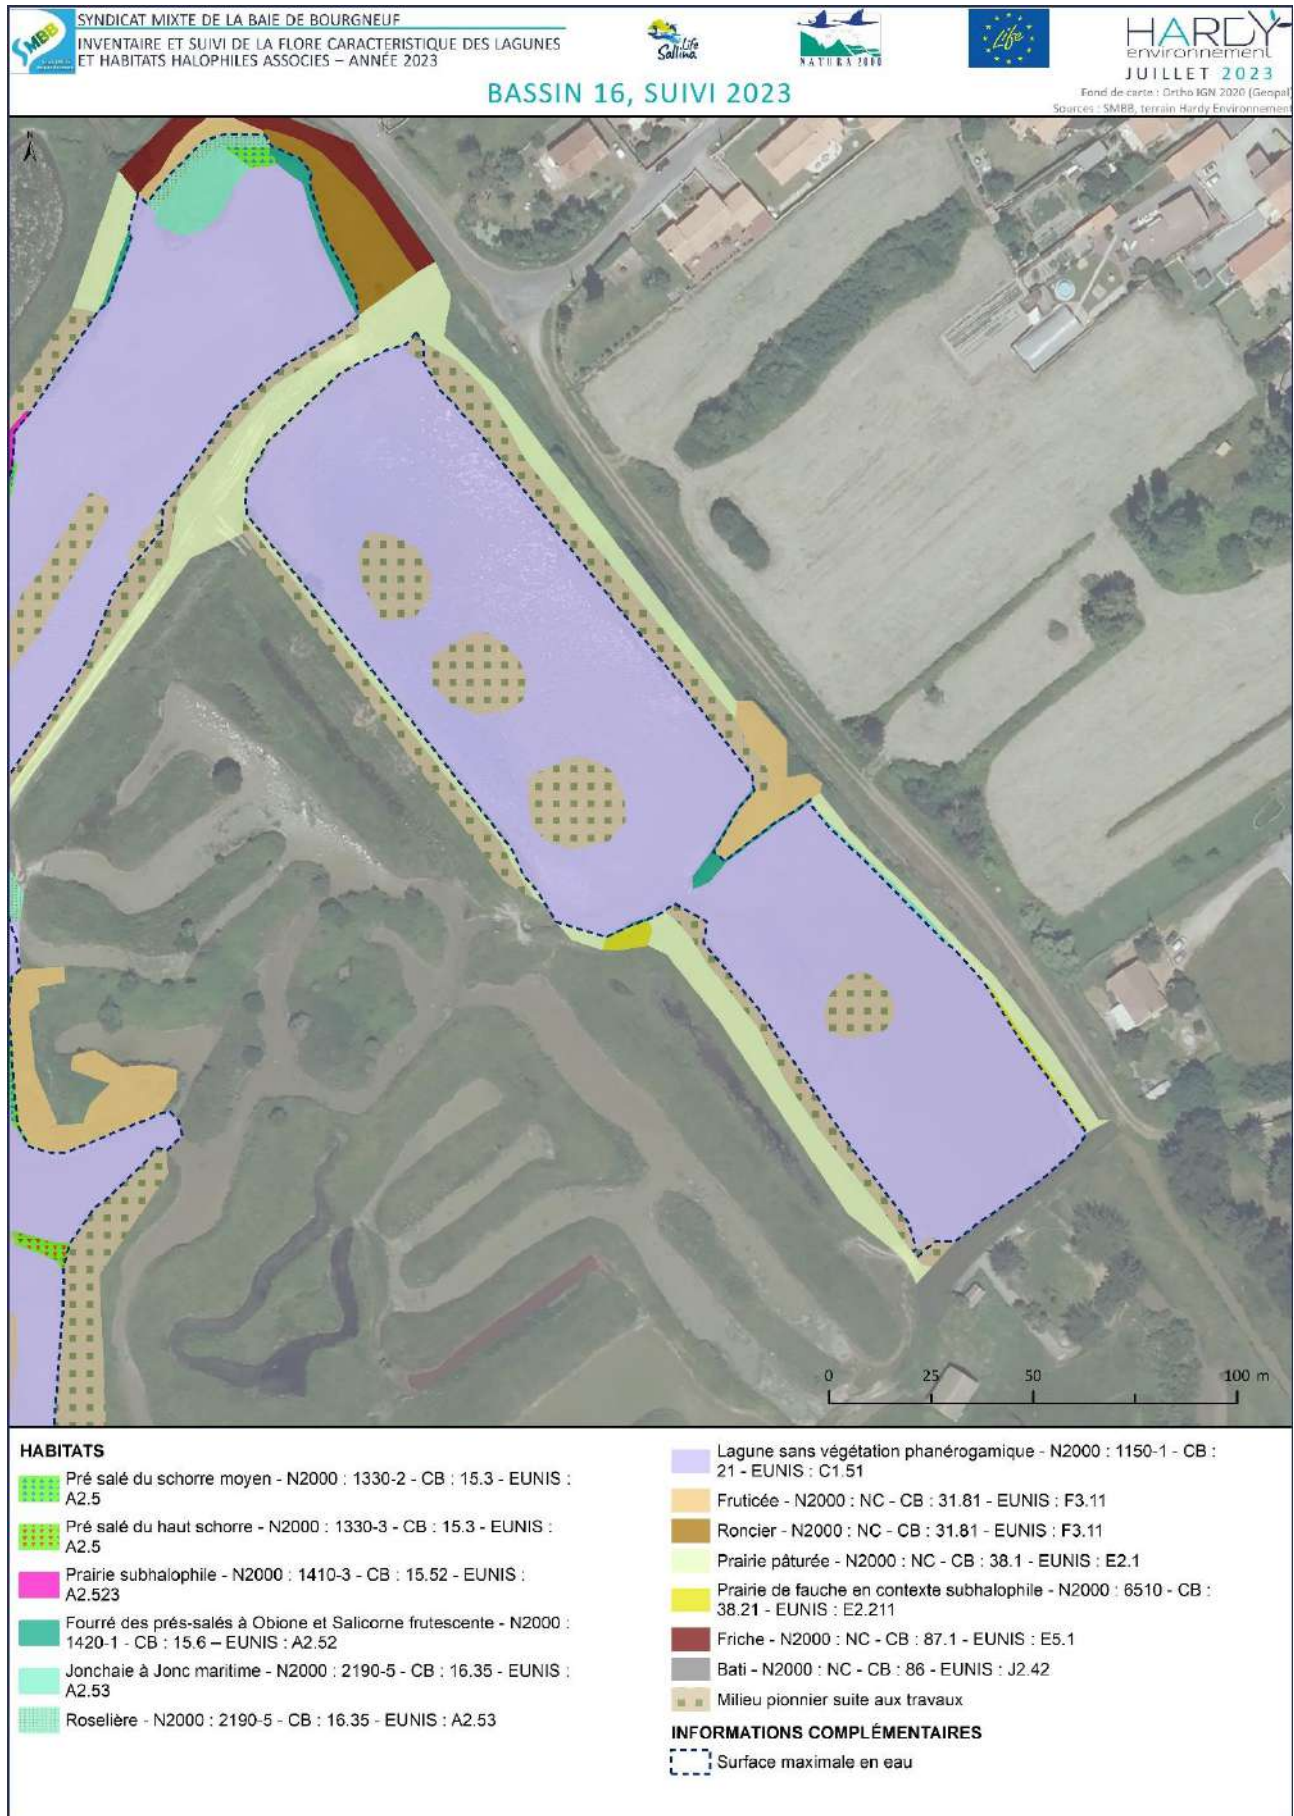 SYNDICAT MIXTE DE LA BAIE DE BOURGNEUF
INVENTAIRE ET SUIVI DE LA FLORE CARACTERISTIQUE DES LAGUNES
ET HABITATS HALOPHILES ASSOCIES – ANNÉE 2023
SMBB
Life
Sallina
NATURA 2000
Life
HARDY
environnement
JUILLET 2023
BASSIN 16, SUIVI 2023
Fond de carte : Ortho IGN 2020 (Geopal)
Sources : SMBB, terrain Hardy Environnement
N
0 25 50 100 m
HABITATS
Pré salé du schorre moyen - N2000 : 1330-2 - CB : 15.3 - EUNIS :
A2.5
Pré salé du haut schorre - N2000 : 1330-3 - CB : 15.3 - EUNIS :
A2.5
Prairie subhalophile - N2000 : 1410-3 - CB : 15.52 - EUNIS :
A2.523
Fourré des prés-salés à Obione et Salicorne frutescente - N2000 :
1420-1 - CB : 15.6 – EUNIS : A2.52
Jonchaie à Jonc maritime - N2000 : 2190-5 - CB : 16.35 - EUNIS :
A2.53
Roselière - N2000 : 2190-5 - CB : 16.35 - EUNIS : A2.53
Lagune sans végétation phanérogamique - N2000 : 1150-1 - CB :
21 - EUNIS : C1.51
Fruticée - N2000 : NC - CB : 31.81 - EUNIS : F3.11
Roncier - N2000 : NC - CB : 31.81 - EUNIS : F3.11
Prairie pâturée - N2000 : NC - CB : 38.1 - EUNIS : E2.1
Prairie de fauche en contexte subhalophile - N2000 : 6510 - CB :
38.21 - EUNIS : E2.211
Friche - N2000 : NC - CB : 87.1 - EUNIS : E5.1
Bati - N2000 : NC - CB : 86 - EUNIS : J2.42
Milieu pionnier suite aux travaux
INFORMATIONS COMPLÉMENTAIRES
Surface maximale en eau